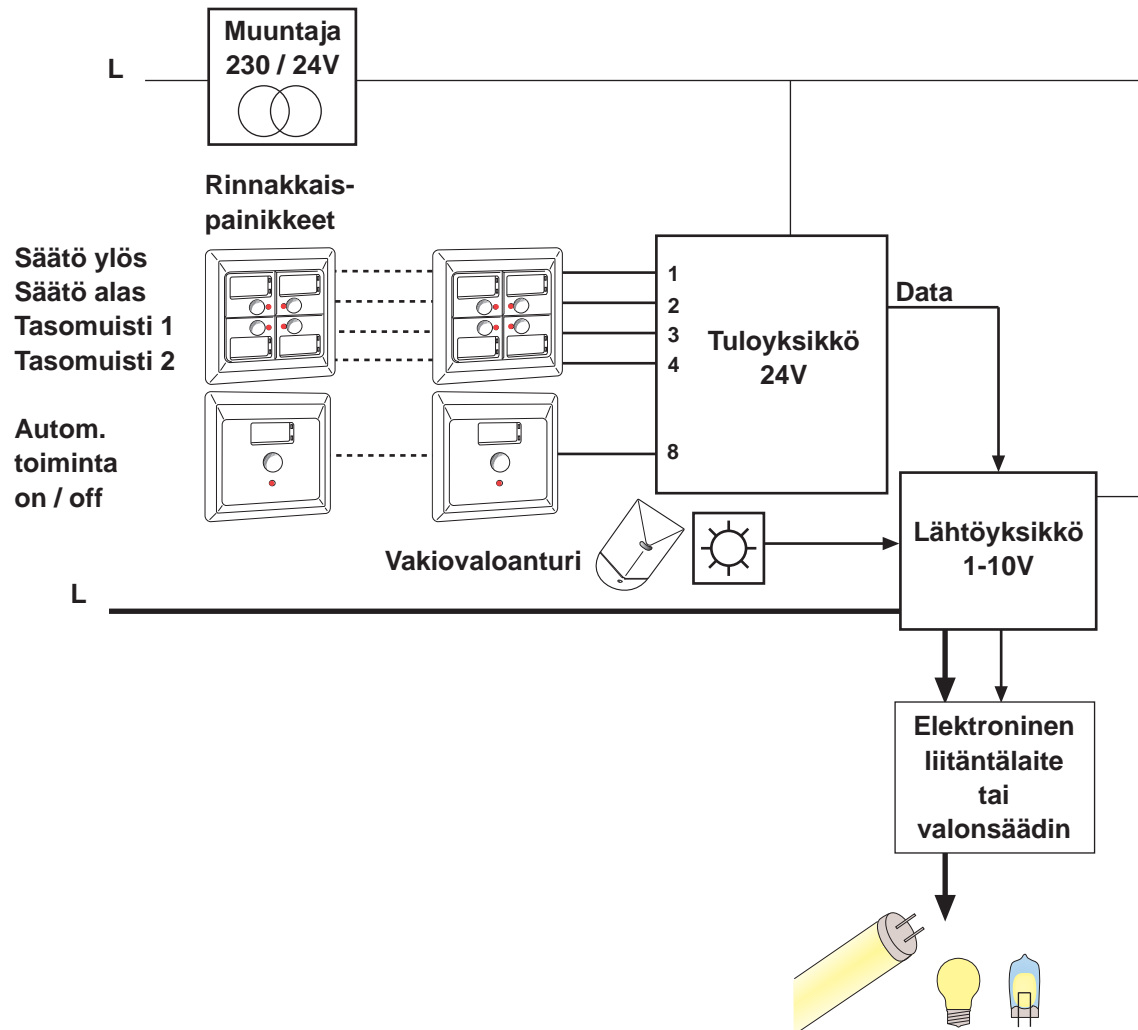 Muuntaja
230 / 24V
L
Rinnakkais-
painikkeet
Säätö ylös
Säätö alas
Tasomuisti 1
Tasomuisti 2
1
2
3
4
Tuloyksikkö
24V
Data
Autom.
toiminta
on / off
8
Vakiovaloanturi
Lähtöyksikkö
1-10V
L
Elektroninen
liitäntälaite
tai
valonsäädin